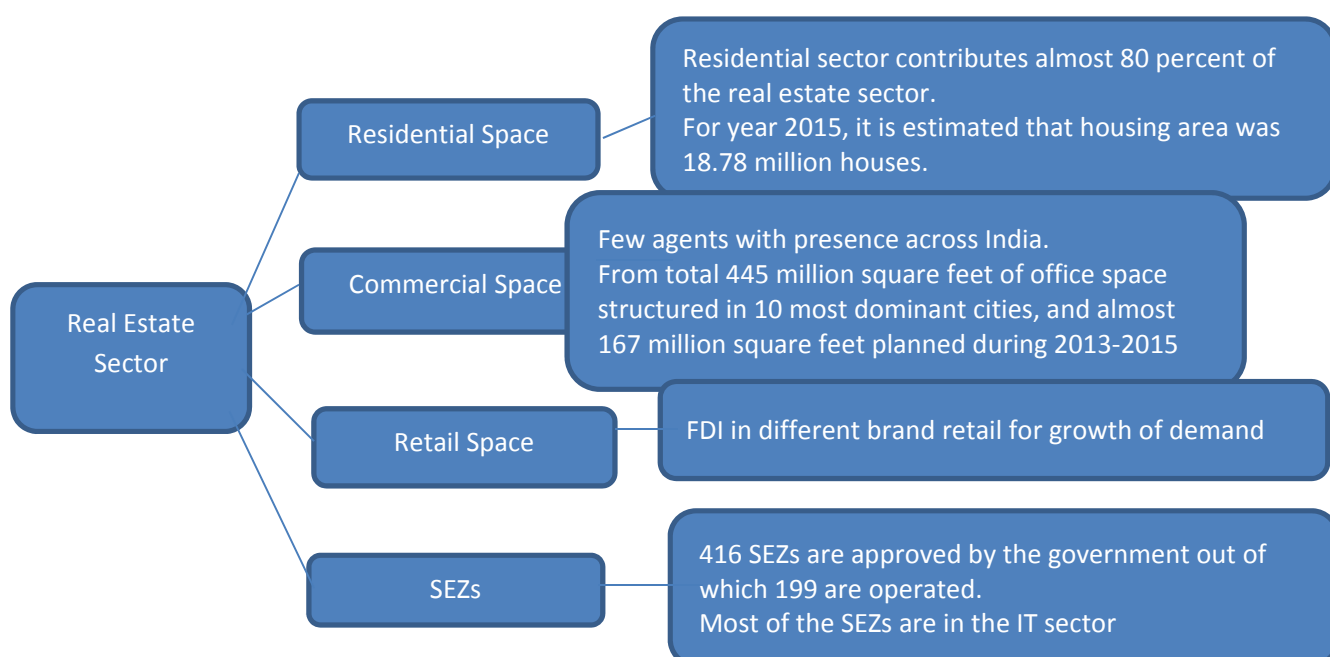 Real Estate
Sector
Residential Space
Residential sector contributes almost 80 percent of
the real estate sector.
For year 2015, it is estimated that housing area was
18.78 million houses.
Commercial Space
Few agents with presence across India.
From total 445 million square feet of office space
structured in 10 most dominant cities, and almost
167 million square feet planned during 2013-2015
Retail Space
FDI in different brand retail for growth of demand
SEZs
416 SEZs are approved by the government out of
which 199 are operated.
Most of the SEZs are in the IT sector